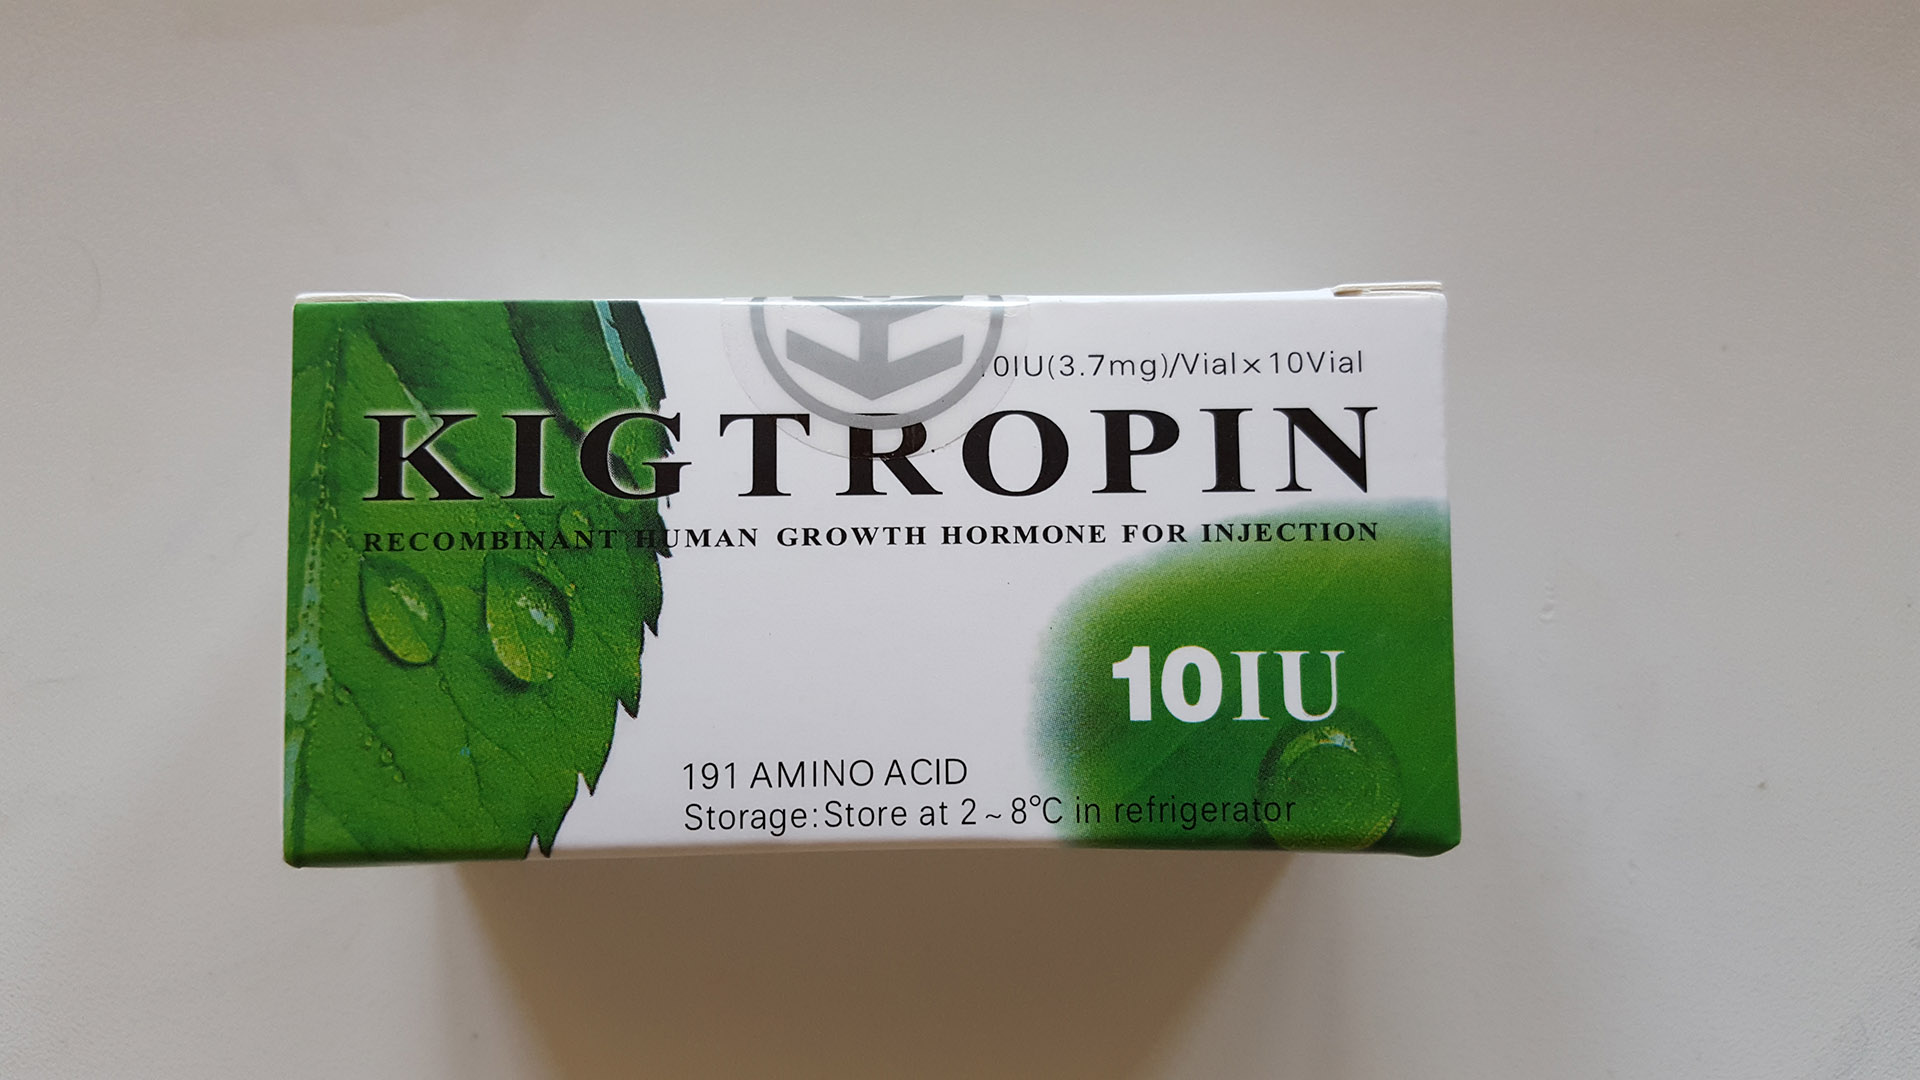 10IU(3.7mg)/Vial×10Vial
KIGTROPIN
RECOMBINANT HUMAN GROWTH HORMONE FOR INJECTION
10IU
191 AMINO ACID
Storage:Store at 2~8°C in refrigerator